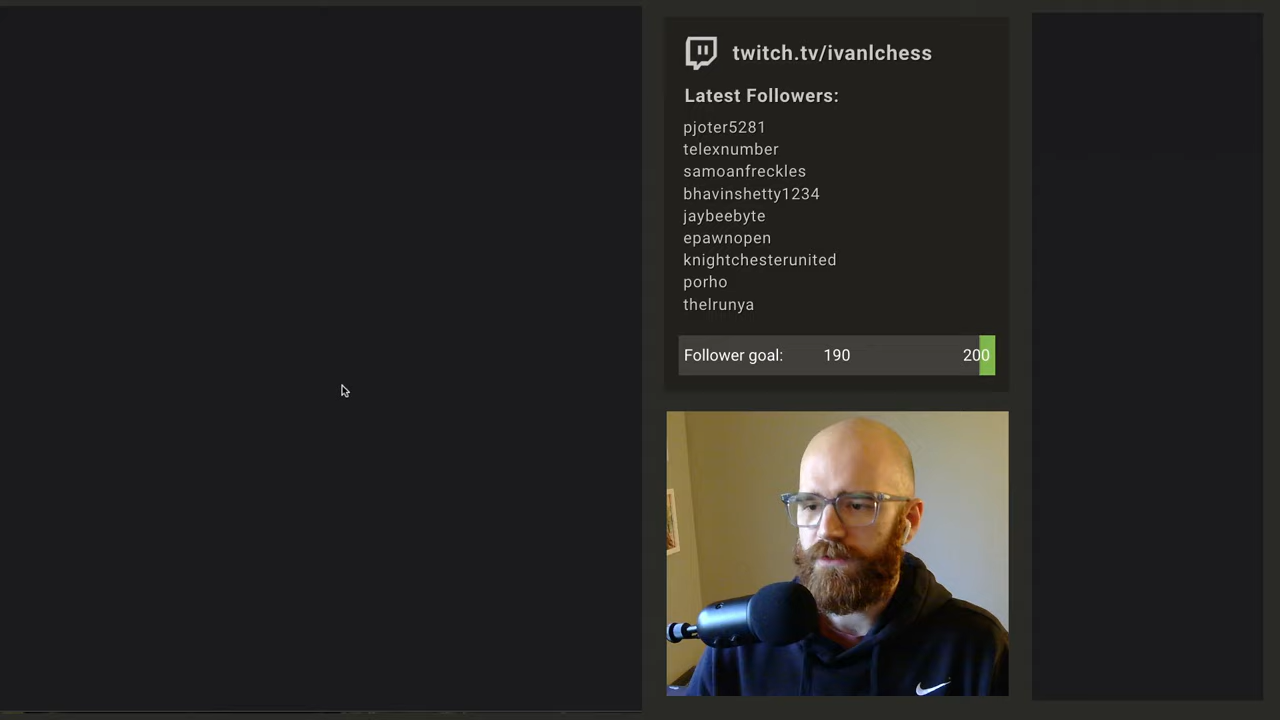 twitch.tv/ivanlchess
Latest Followers:
pjoter5281
telexnumber
samoanfreckles
bhavinshetty1234
jaybeebyte
epawnopen
knightchesterunited
porho
thelrunya
Follower goal: 190 200